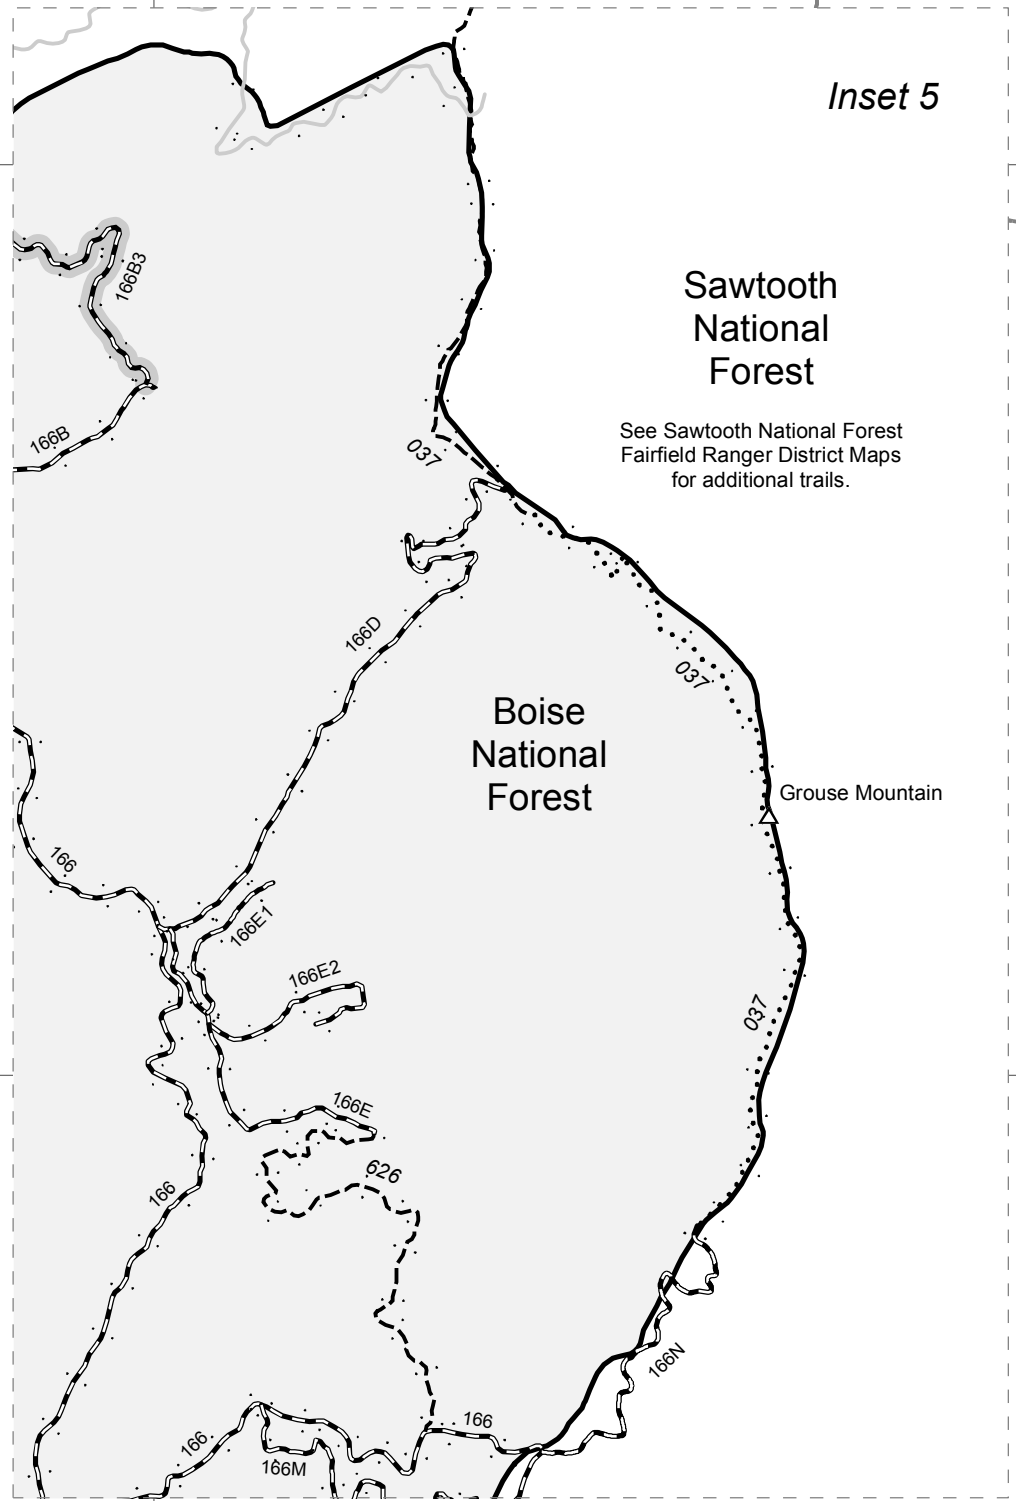 Inset 5
166B3
Sawtooth
National
Forest
See Sawtooth National Forest
Fairfield Ranger District Maps
for additional trails.
166B
037
166D
037
Boise
National
Forest
Grouse Mountain
166
166E1
166E2
037
166E
626
166
166N
166
166
166M